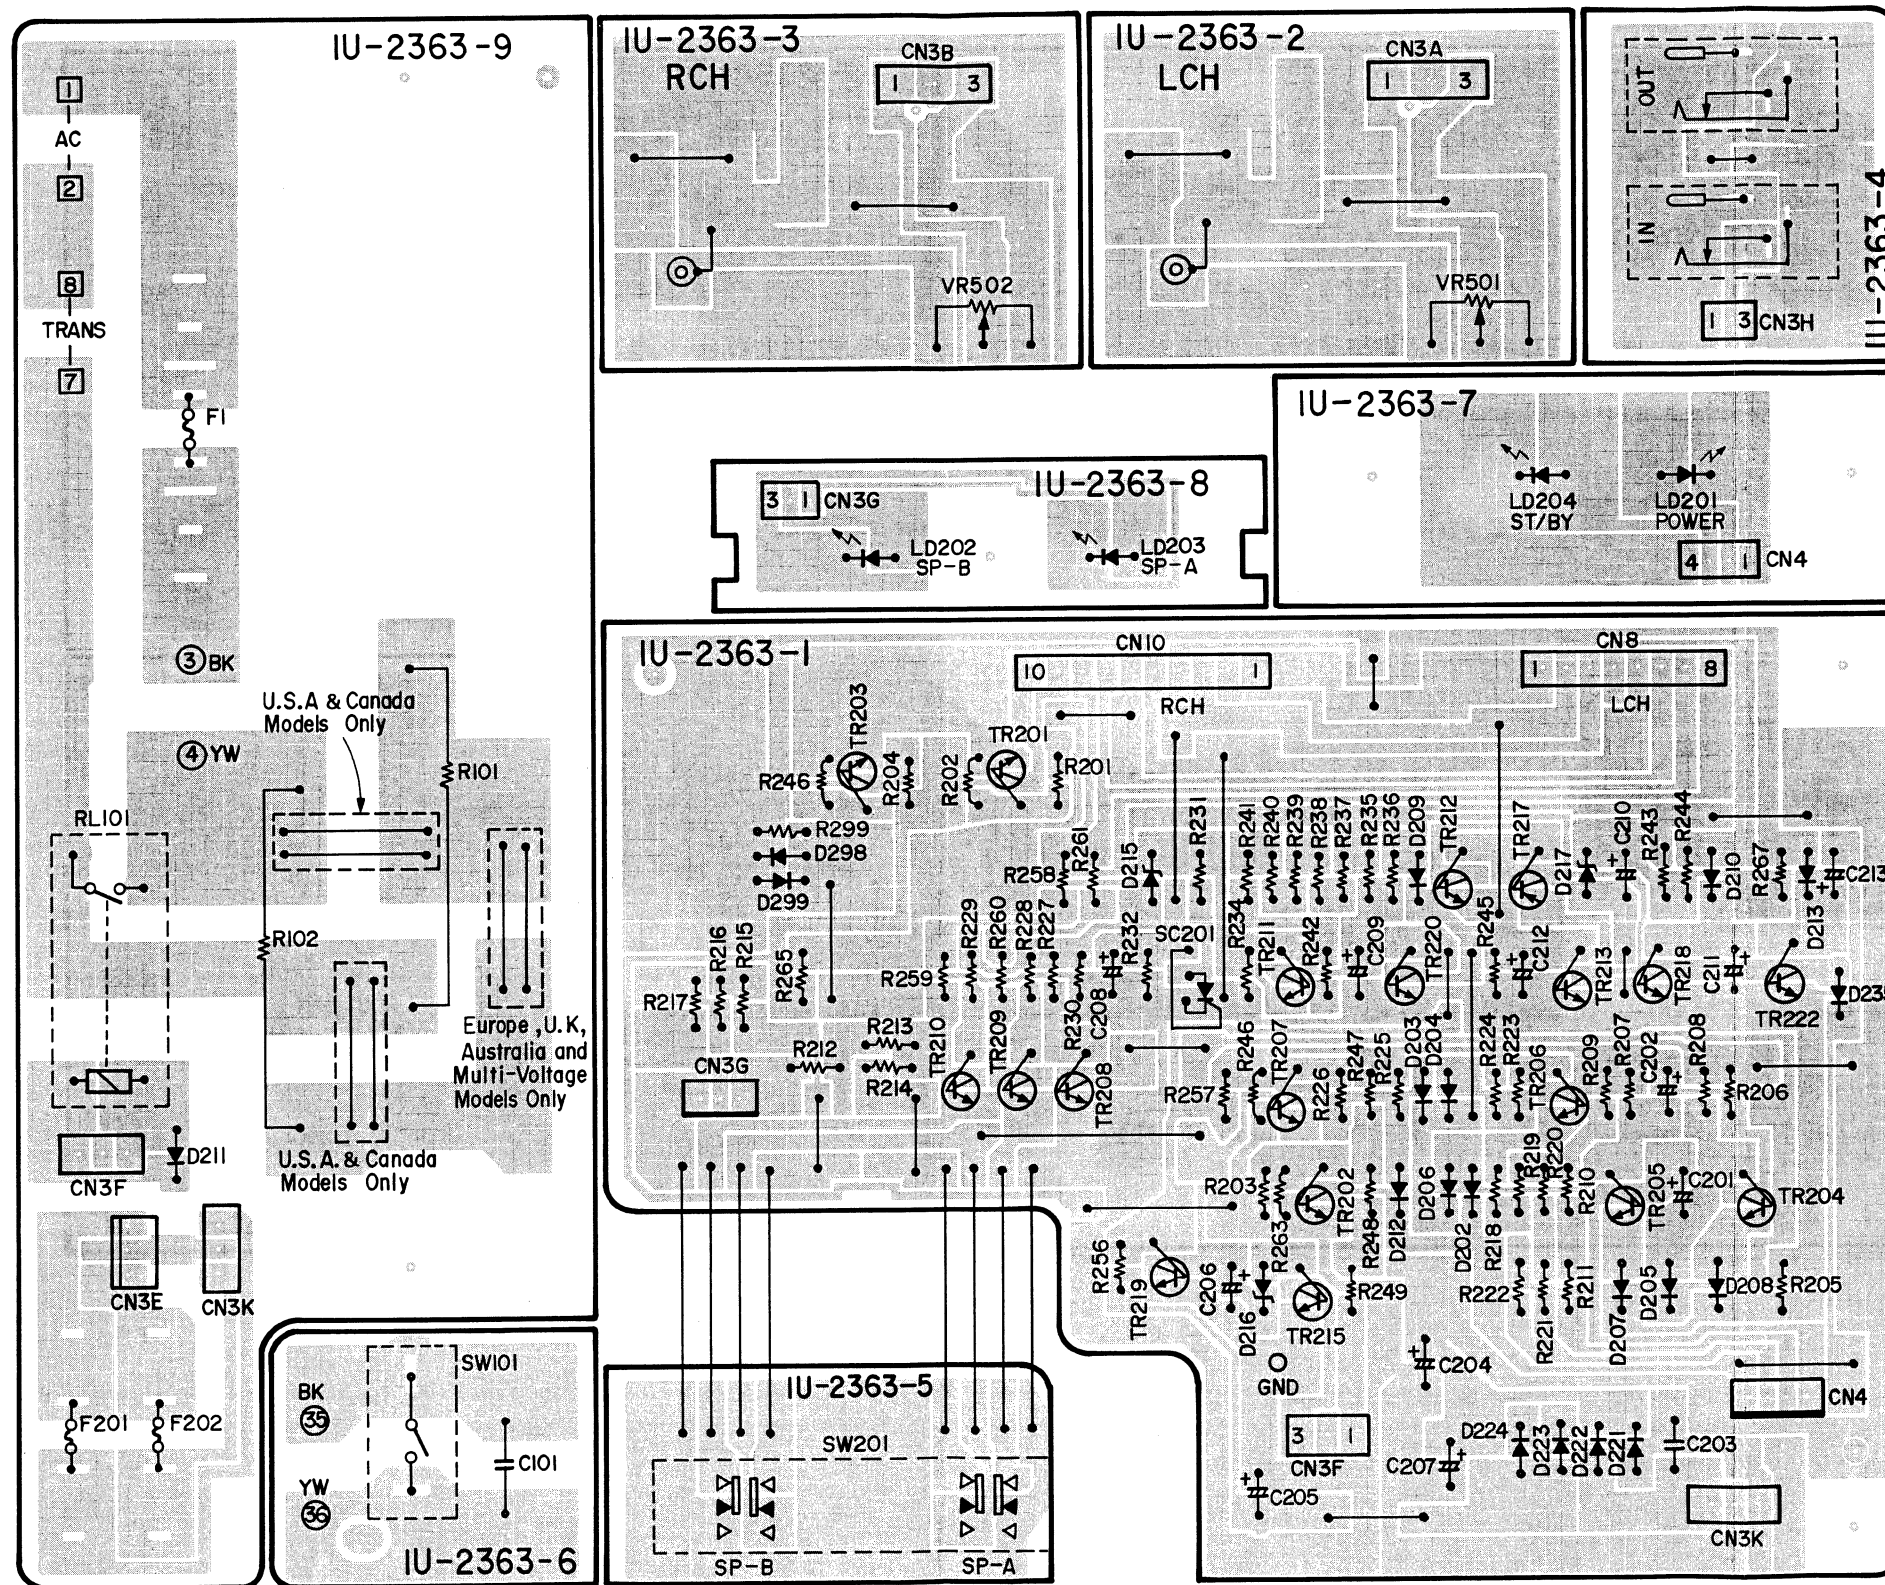 IU-2363-9
1
AC
2
8
TRANS
7
F1
3 BK
4 YW
U.S.A & Canada
Models Only
R101
RL101
R102
Europe, U.K,
Australia and
Multi-Voltage
Models Only
U.S.A. & Canada
Models Only
D211
CN3F
CN3E
CN3K
F201
F202
IU-2363-3
RCH
CN3B
1 3
VR502
IU-2363-2
LCH
CN3A
1 3
VR501
OUT
IN
1 3 CN3H
IU-2363-4
IU-2363-7
LD204
ST/BY
LD201
POWER
4 1 CN4
IU-2363-8
3 1 CN3G
LD202
SP-B
LD203
SP-A
IU-2363-1
CN10
10 1
RCH
CN8
1 8
LCH
TR203
TR201
R246
R204
R202
R201
R299
D298
D299
R258
R261
D215
R231
R241
R240
R239
R238
R237
R235
R236
D209
TR212
TR217
D217
C210
R243
R244
D210
R267
D213
C213
R217
R216
R215
R265
R259
R229
R260
R228
R227
R230
C208
R232
SC201
R234
TR211
R242
C209
TR220
R245
C212
TR213
TR218
C211
TR222
D235
CN3G
R212
R213
R214
TR210
TR209
TR208
R257
R246
TR207
R226
R247
R225
D203
D204
R224
R223
TR206
R209
R207
C202
R208
R206
R203
R263
TR202
R248
D212
D206
D202
R218
R219
R220
R210
TR205
C201
TR204
R256
TR219
C206
D216
TR215
R249
R222
R221
R211
D207
D205
D208
R205
GND
C204
CN4
3 1
CN3F
C207
C205
D224
D223
D222
D221
C203
CN3K
SW101
BK
35
YW
36
C101
IU-2363-6
IU-2363-5
SW201
SP-B
SP-A